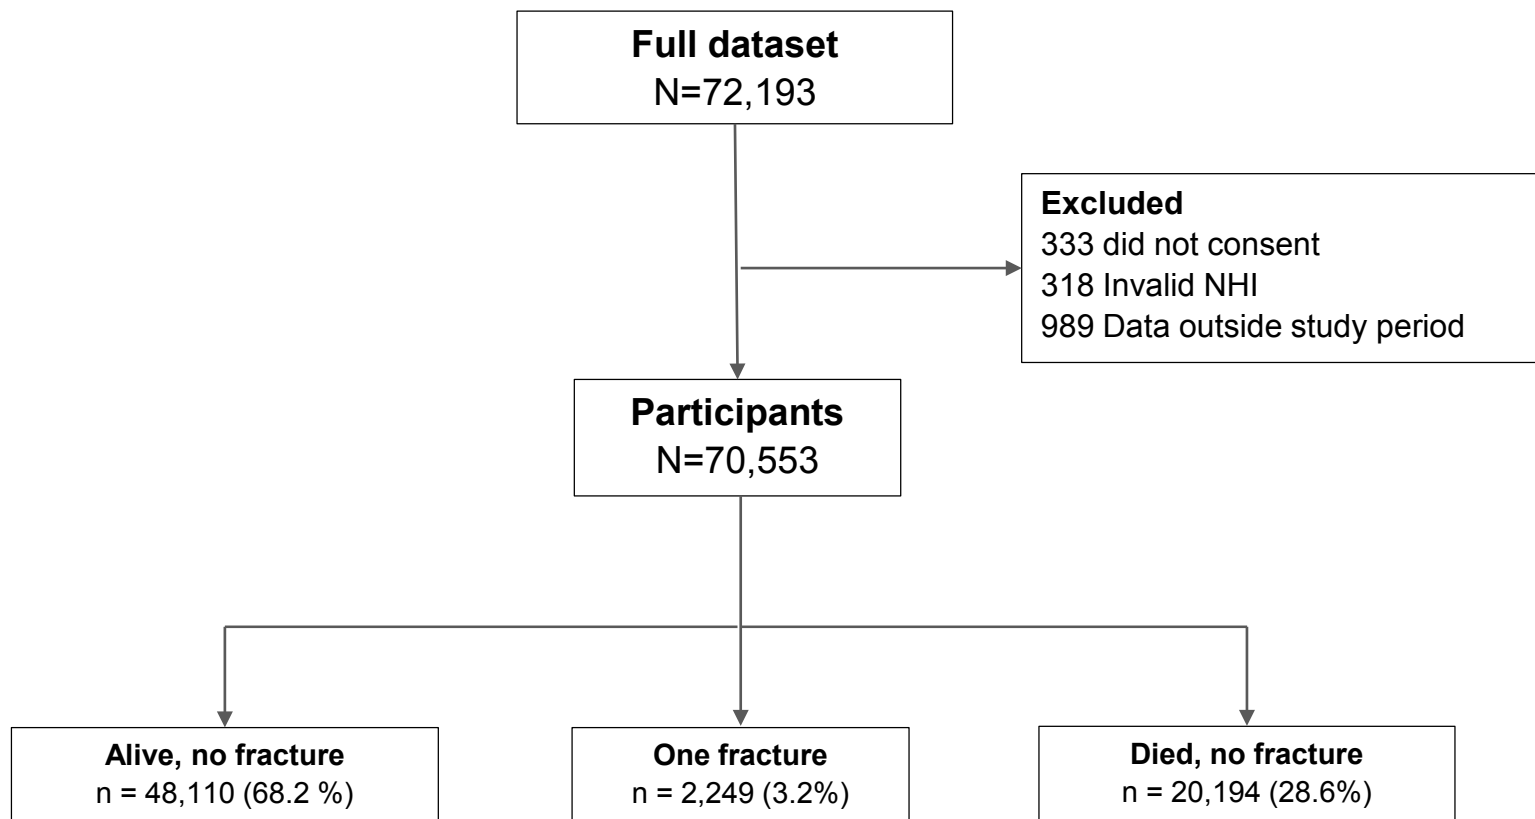 Full dataset
N=72,193
Excluded
333 did not consent
318 Invalid NHI
989 Data outside study period
Participants
N=70,553
Alive, no fracture
n = 48,110 (68.2 %)
One fracture
n = 2,249 (3.2%)
Died, no fracture
n = 20,194 (28.6%)